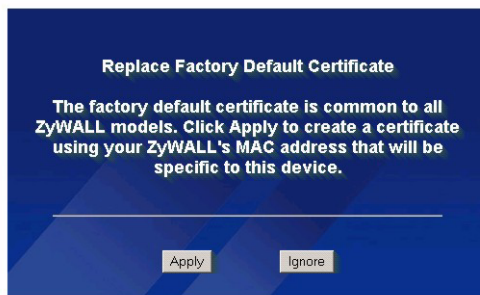 Replace Factory Default Certificate
The factory default certificate is common to all
ZyWALL models. Click Apply to create a certificate
using your ZyWALL's MAC address that will be
specific to this device.
Apply
Ignore